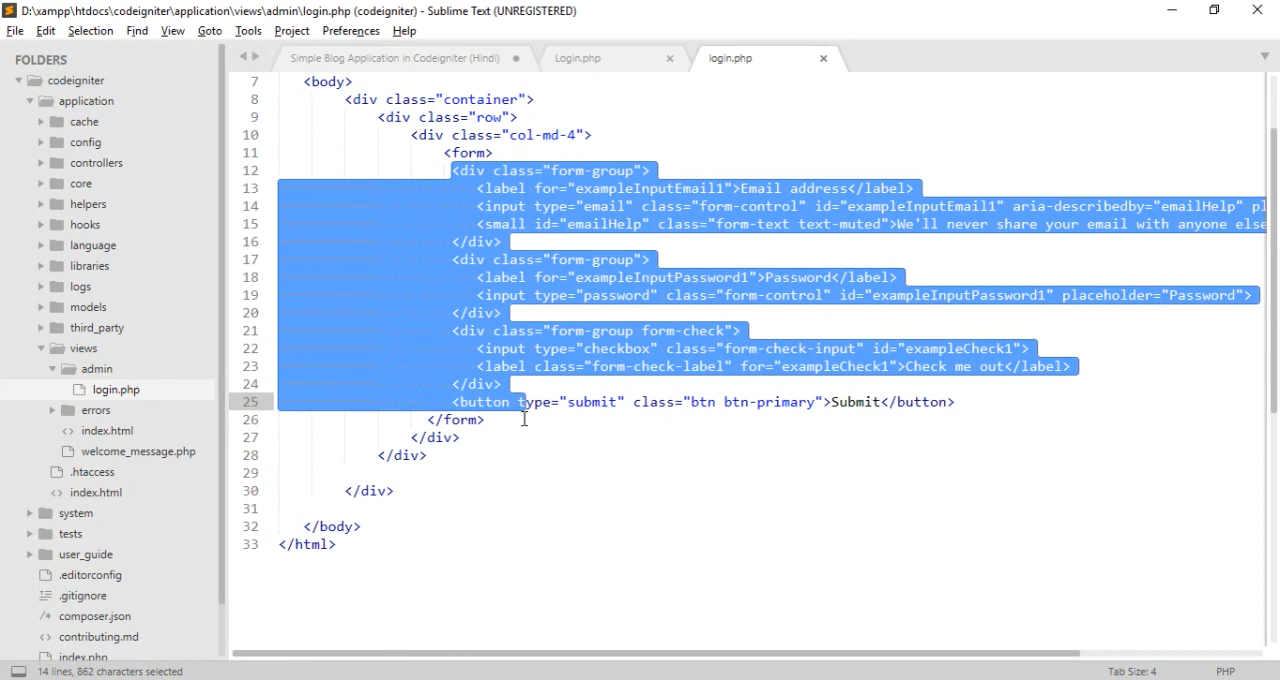 D:\xampp\htdocs\codeigniter\application\views\admin\login.php (codeigniter) - Sublime Text (UNREGISTERED)
File Edit Selection Find View Goto Tools Project Preferences Help
FOLDERS
codeigniter
application
cache
config
controllers
core
helpers
hooks
language
libraries
logs
models
third_party
views
admin
login.php
errors
index.html
welcome_message.php
.htaccess
index.html
system
tests
user_guide
.editorconfig
.gitignore
composer.json
contributing.md
index.php
Simple Blog Application in Codeigniter (Hindi) Login.php login.php
7 <body>
8 <div class="container">
9 <div class="row">
10 <div class="col-md-4">
11 <form>
12 <div class="form-group">
13 <label for="exampleInputEmail1">Email address</label>
14 <input type="email" class="form-control" id="exampleInputEmail1" aria-describedby="emailHelp" pl
15 <small id="emailHelp" class="form-text text-muted">We'll never share your email with anyone else
16 </div>
17 <div class="form-group">
18 <label for="exampleInputPassword1">Password</label>
19 <input type="password" class="form-control" id="exampleInputPassword1" placeholder="Password">
20 </div>
21 <div class="form-group form-check">
22 <input type="checkbox" class="form-check-input" id="exampleCheck1">
23 <label class="form-check-label" for="exampleCheck1">Check me out</label>
24 </div>
25 <button type="submit" class="btn btn-primary">Submit</button>
26 </form>
27 </div>
28 </div>
29
30 </div>
31
32 </body>
33 </html>
14 lines, 862 characters selected Tab Size: 4 PHP